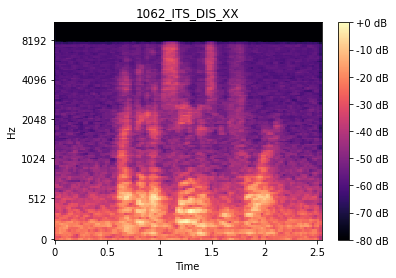 1062_ITS_DIS_XX
+0 dB
8192
-10 dB
4096
-20 dB
-30 dB
2048
Hz
-40 dB
1024
-50 dB
512
-60 dB
-70 dB
0
-80 dB
0 0.5 1 1.5 2 2.5
Time